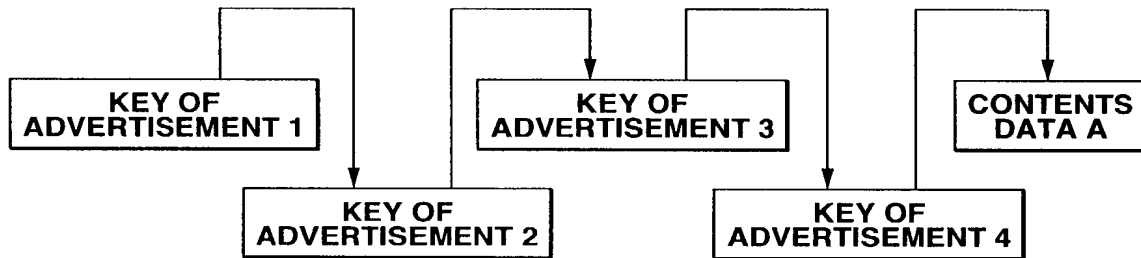 KEY OF
ADVERTISEMENT 1
KEY OF
ADVERTISEMENT 2
KEY OF
ADVERTISEMENT 3
KEY OF
ADVERTISEMENT 4
CONTENTS
DATA A